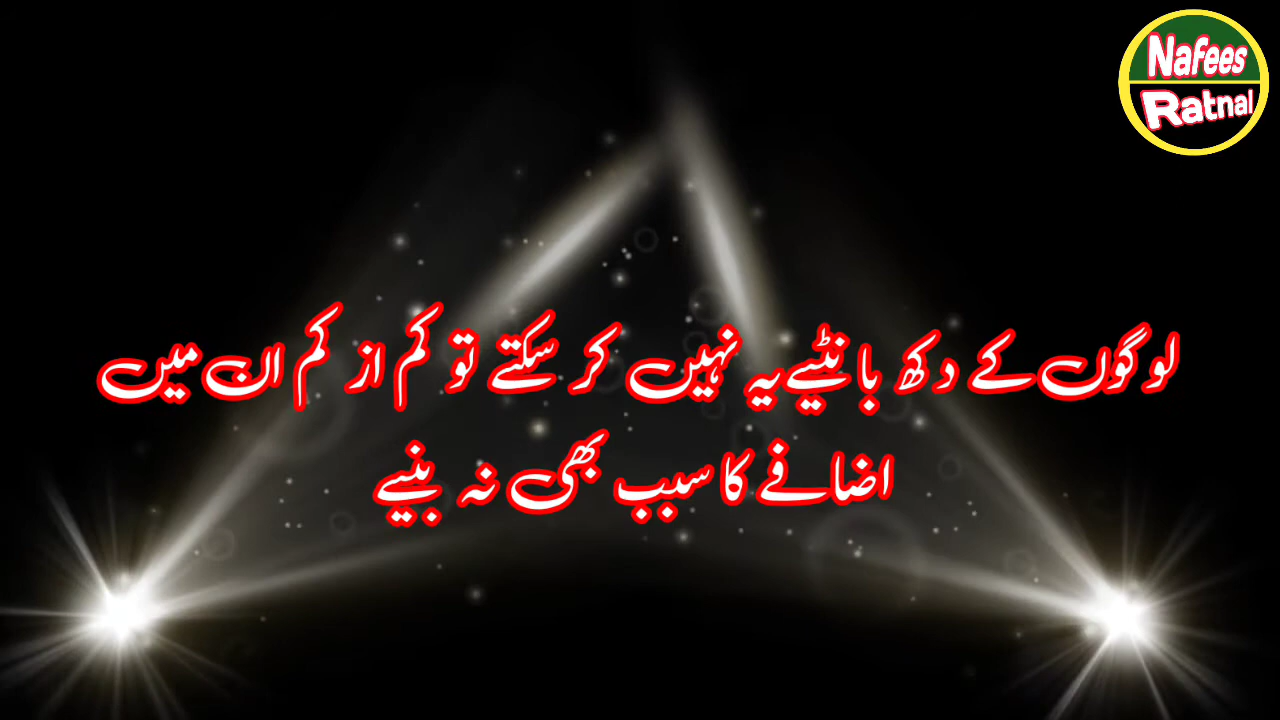 Nafees
Ratnal
لوگوں کے دکھ بانٹیے یہ نہیں کر سکتے تو کم از کم ان میں
اضافے کا سبب بھی نہ بنیے